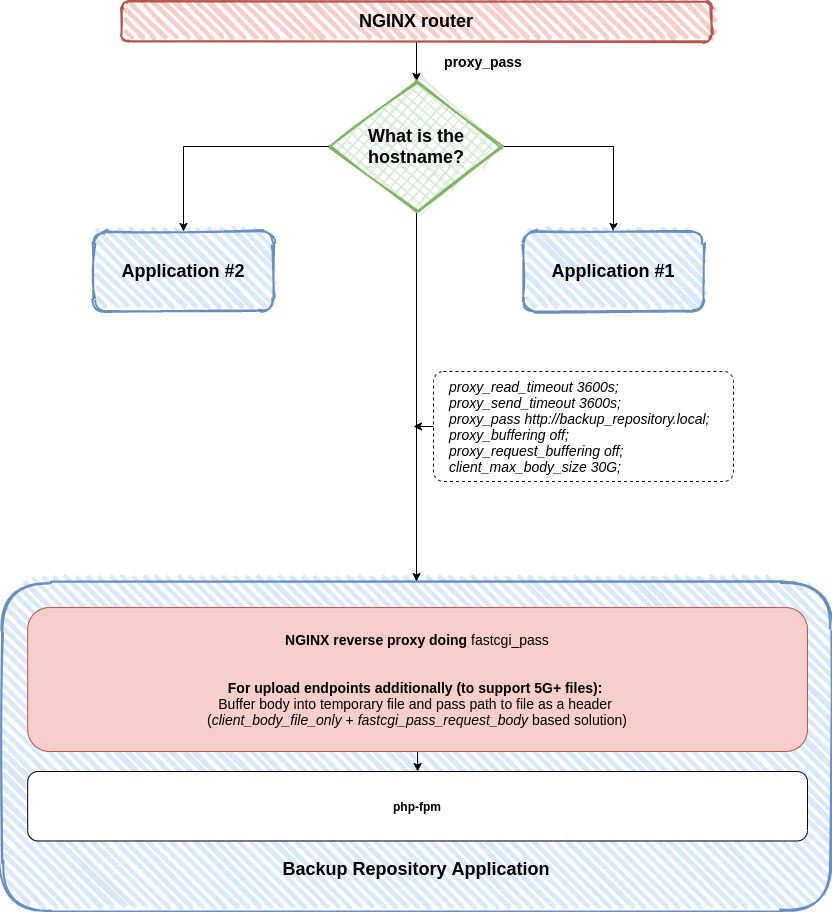 NGINX router
proxy_pass
What is the
hostname?
Application #2
Application #1
proxy_read_timeout 3600s;
proxy_send_timeout 3600s;
proxy_pass http://backup_repository.local;
proxy_buffering off;
proxy_request_buffering off;
client_max_body_size 30G;
NGINX reverse proxy doing fastcgi_pass
For upload endpoints additionally (to support 5G+ files):
Buffer body into temporary file and pass path to file as a header
(client_body_file_only + fastcgi_pass_request_body based solution)
php-fpm
Backup Repository Application